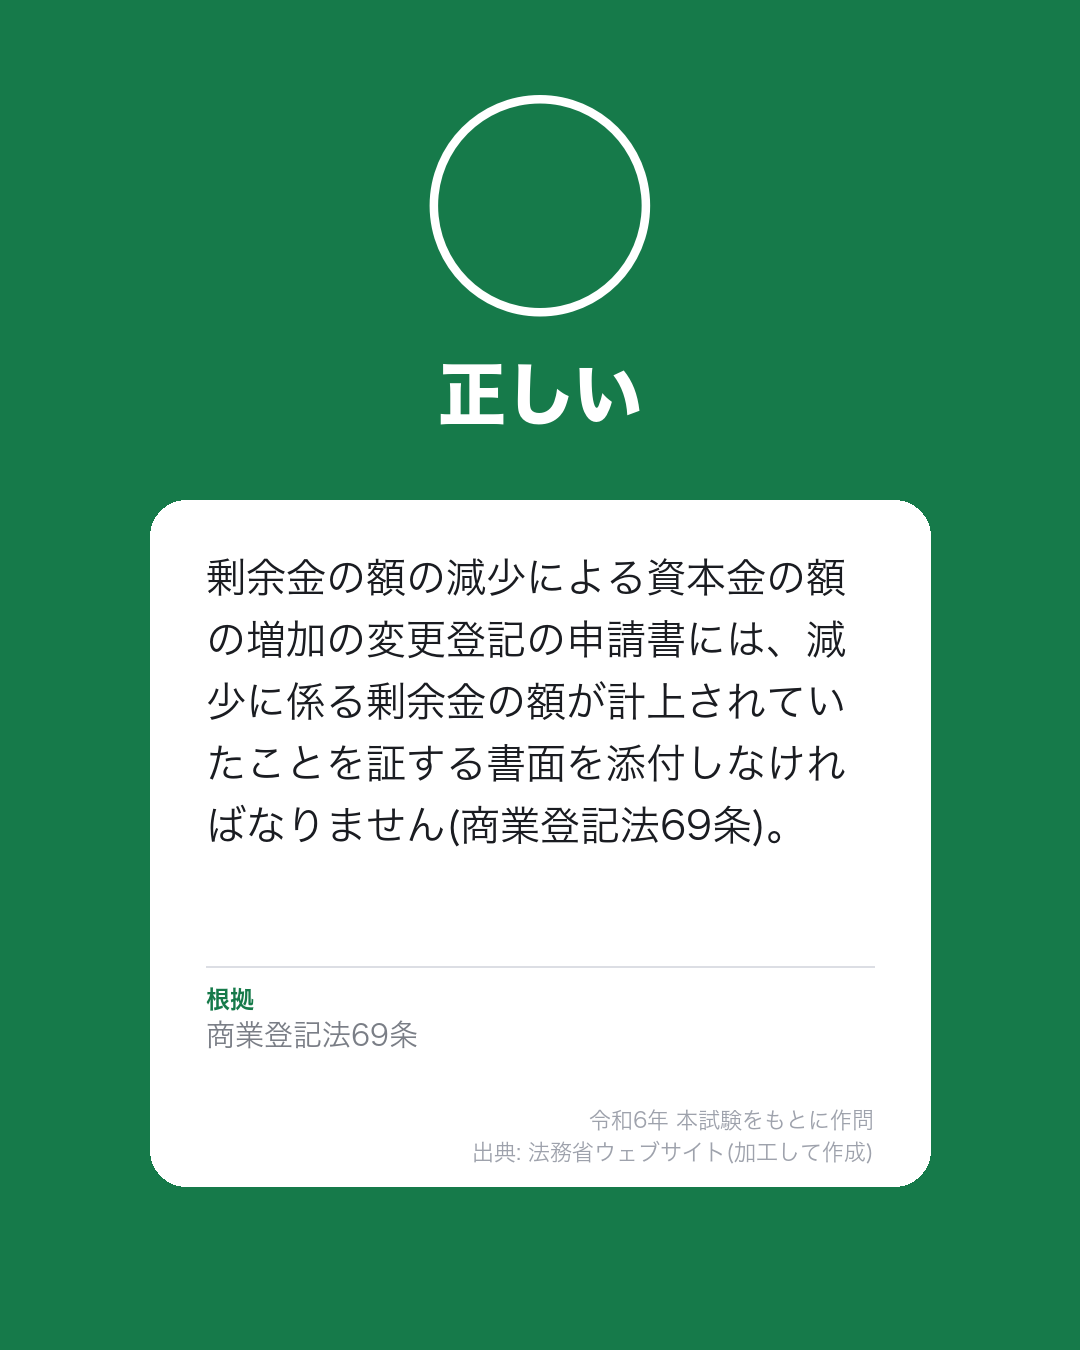 正しい
剰余金の額の減少による資本金の額
の増加の変更登記の申請書には、減
少に係る剰余金の額が計上されてい
たことを証する書面を添付しなけれ
ばなりません(商業登記法69条)。
根拠
商業登記法69条
令和6年 本試験をもとに作問
出典: 法務省ウェブサイト(加工して作成)